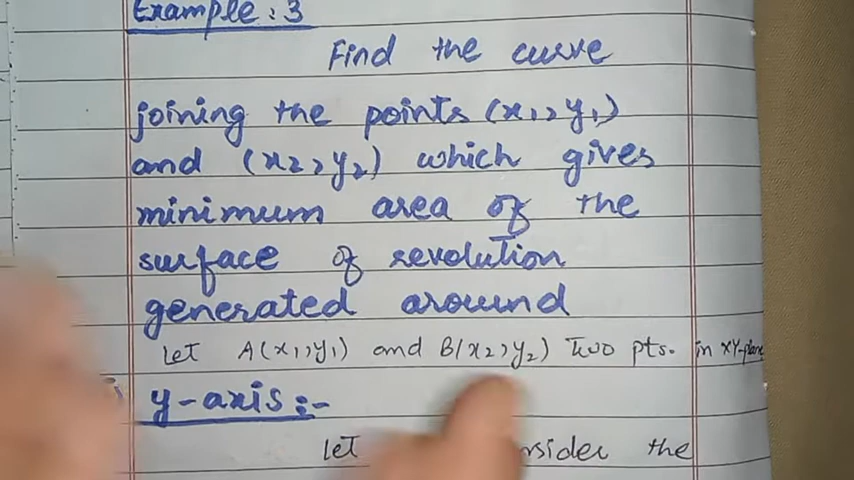 Example: 3
Find the curve
joining the points (x1, y1)
and (x2, y2) which gives
minimum area of the
surface of revolution
generated around
Let A(x1, y1) and B(x2, y2) Two pts. in XY-plane
y-axis :-
Let the